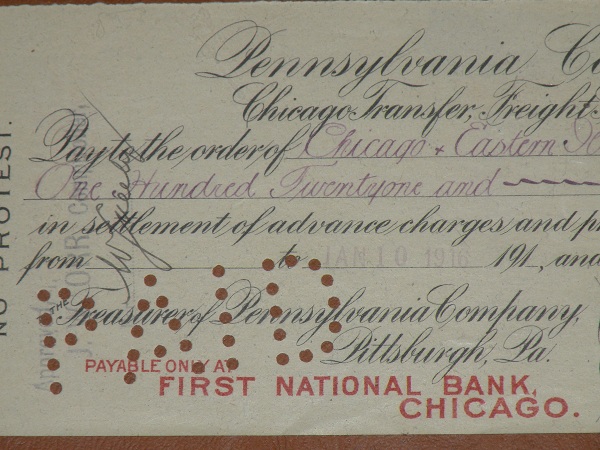 Pennsylvania Co
Chicago Transfer, Freight
Pay to the order of Chicago & Eastern
One Hundred Twentyone and
in settlement of advance charges and p
from to JAN 10 1916 191 , and
THE Treasurer of Pennsylvania Company,
Pittsburgh, Pa.
PAYABLE ONLY AT
FIRST NATIONAL BANK,
CHICAGO.
NO PROTEST.